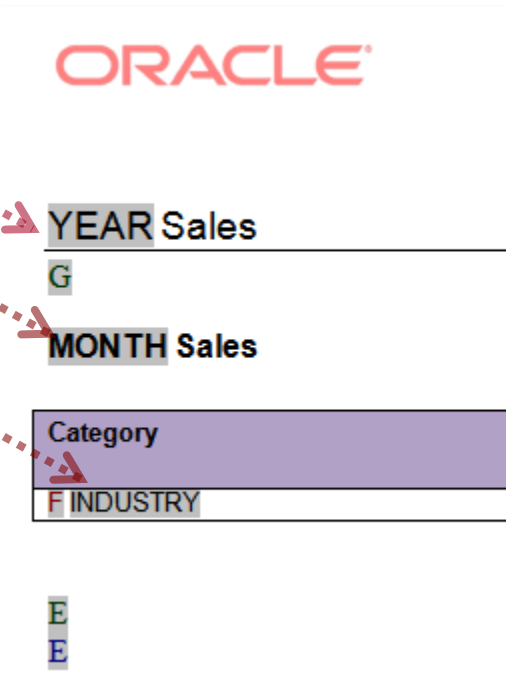 ORACLE
YEAR Sales
G
MONTH Sales
Category
F INDUSTRY
E
E